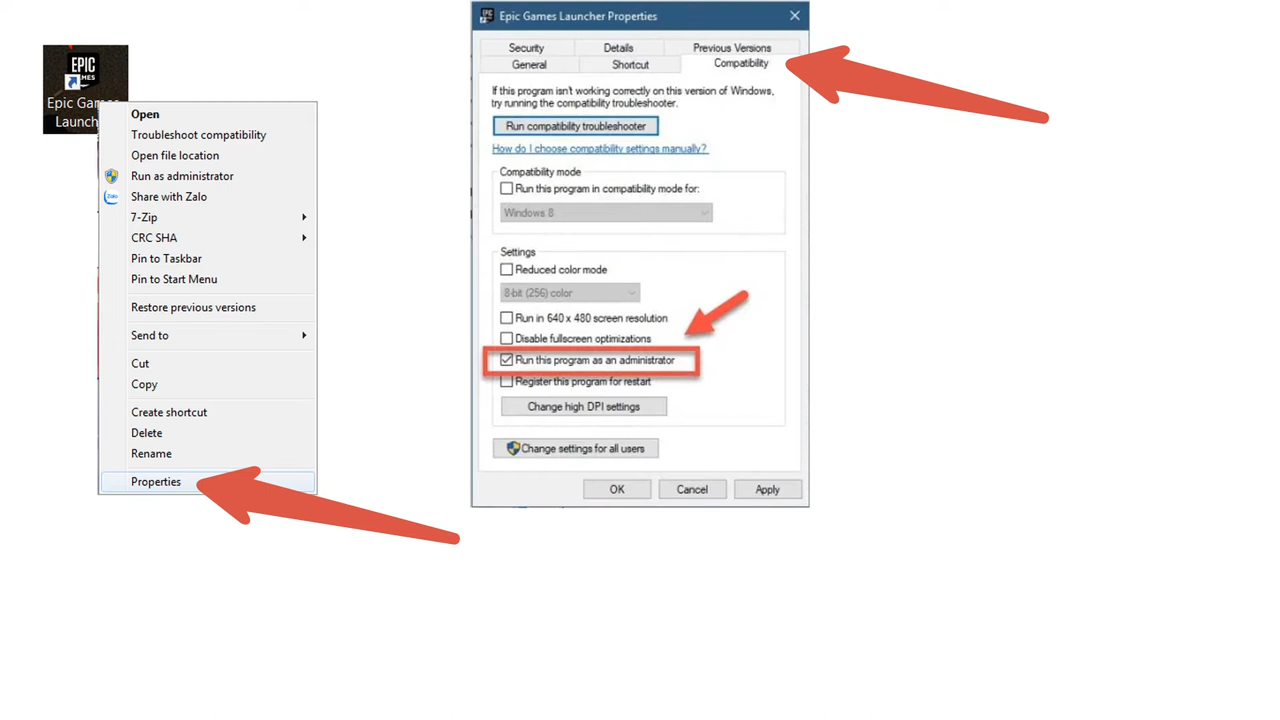 EPIC
GAMES
Epic Games
Launch
Open
Troubleshoot compatibility
Open file location
Run as administrator
Zalo
Share with Zalo
7-Zip
CRC SHA
Pin to Taskbar
Pin to Start Menu
Restore previous versions
Send to
Cut
Copy
Create shortcut
Delete
Rename
Properties
EPIC
Epic Games Launcher Properties
Security Details Previous Versions
General Shortcut Compatibility
If this program isn't working correctly on this version of Windows,
try running the compatibility troubleshooter.
Run compatibility troubleshooter
How do I choose compatibility settings manually?
Compatibility mode
Run this program in compatibility mode for:
Windows 8
Settings
Reduced color mode
8-bit (256) color
Run in 640 x 480 screen resolution
Disable fullscreen optimizations
Run this program as an administrator
Register this program for restart
Change high DPI settings
Change settings for all users
OK Cancel Apply